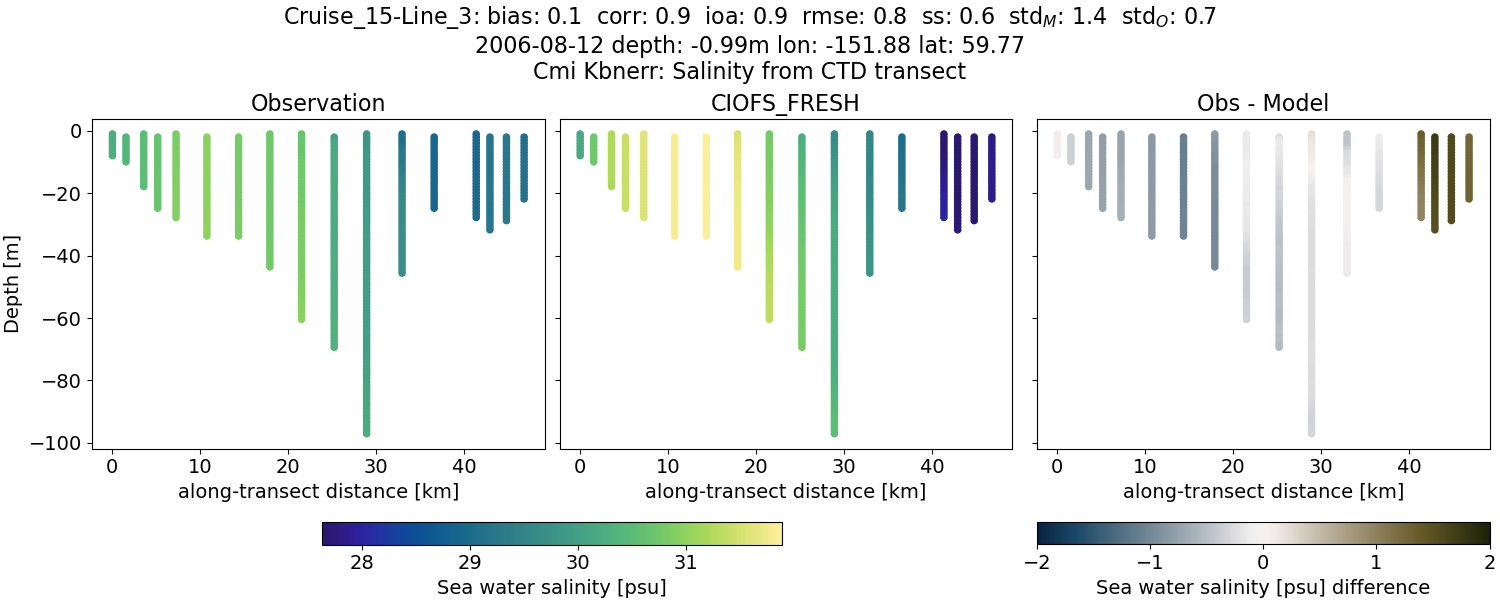 Cruise_15-Line_3: bias: 0.1  corr: 0.9  ioa: 0.9  rmse: 0.8  ss: 0.6  std_M: 1.4  std_O: 0.7
2006-08-12 depth: -0.99m lon: -151.88 lat: 59.77
Cmi Kbnerr: Salinity from CTD transect
Observation
CIOFS_FRESH
Obs - Model
Depth [m]
0
−20
−40
−60
−80
−100
0 10 20 30 40
0 10 20 30 40
0 10 20 30 40
along-transect distance [km]
along-transect distance [km]
along-transect distance [km]
28 29 30 31
Sea water salinity [psu]
−2 −1 0 1 2
Sea water salinity [psu] difference